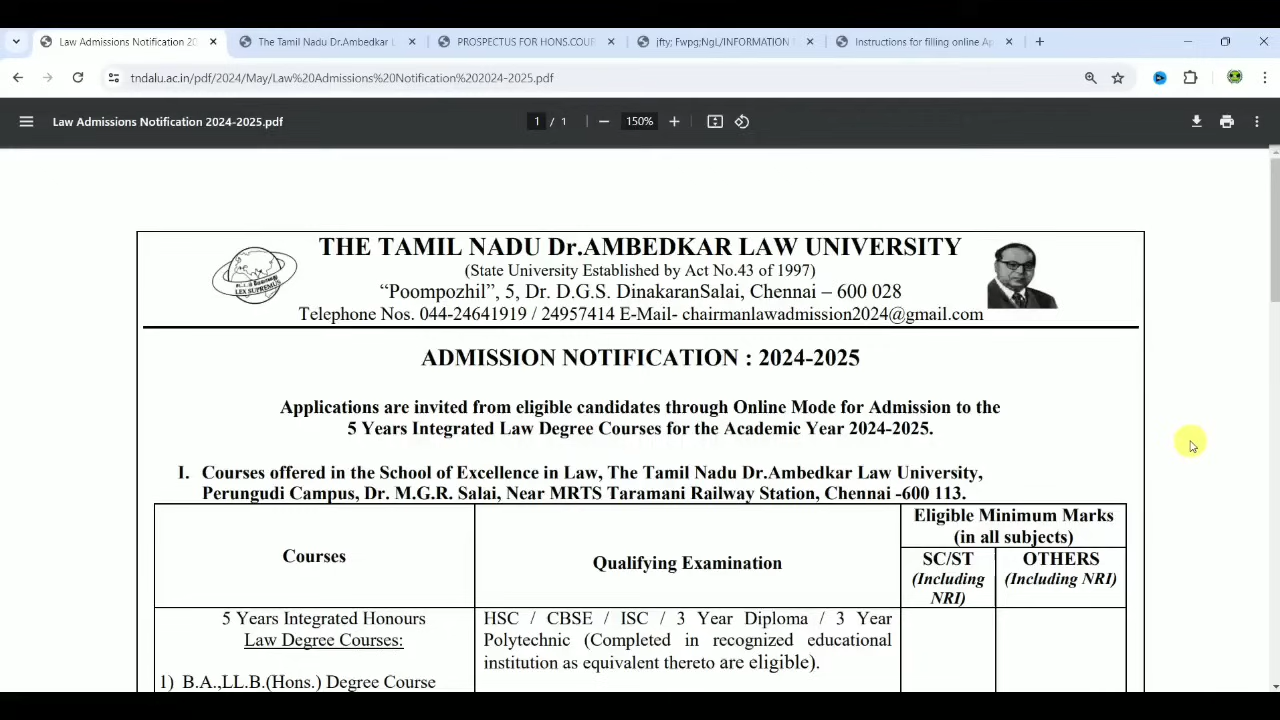 Law Admissions Notification 20
The Tamil Nadu Dr.Ambedkar L
PROSPECTUS FOR HONS.COUR
jfty; Fwpg;NgL/INFORMATION
Instructions for filling online Ap
tndalu.ac.in/pdf/2024/May/Law%20Admissions%20Notification%202024-2025.pdf
Law Admissions Notification 2024-2025.pdf
1 / 1
150%
THE TAMIL NADU Dr.AMBEDKAR LAW UNIVERSITY
(State University Established by Act No.43 of 1997)
“Poompozhil”, 5, Dr. D.G.S. DinakaranSalai, Chennai – 600 028
Telephone Nos. 044-24641919 / 24957414 E-Mail- chairmanlawadmission2024@gmail.com
LEX SUPREMUS
ADMISSION NOTIFICATION : 2024-2025
Applications are invited from eligible candidates through Online Mode for Admission to the
5 Years Integrated Law Degree Courses for the Academic Year 2024-2025.
I. Courses offered in the School of Excellence in Law, The Tamil Nadu Dr.Ambedkar Law University,
Perungudi Campus, Dr. M.G.R. Salai, Near MRTS Taramani Railway Station, Chennai -600 113.
Courses
Qualifying Examination
Eligible Minimum Marks
(in all subjects)
SC/ST
(Including
NRI)
OTHERS
(Including NRI)
5 Years Integrated Honours
Law Degree Courses:
1) B.A.,LL.B.(Hons.) Degree Course
HSC / CBSE / ISC / 3 Year Diploma / 3 Year
Polytechnic (Completed in recognized educational
institution as equivalent thereto are eligible).